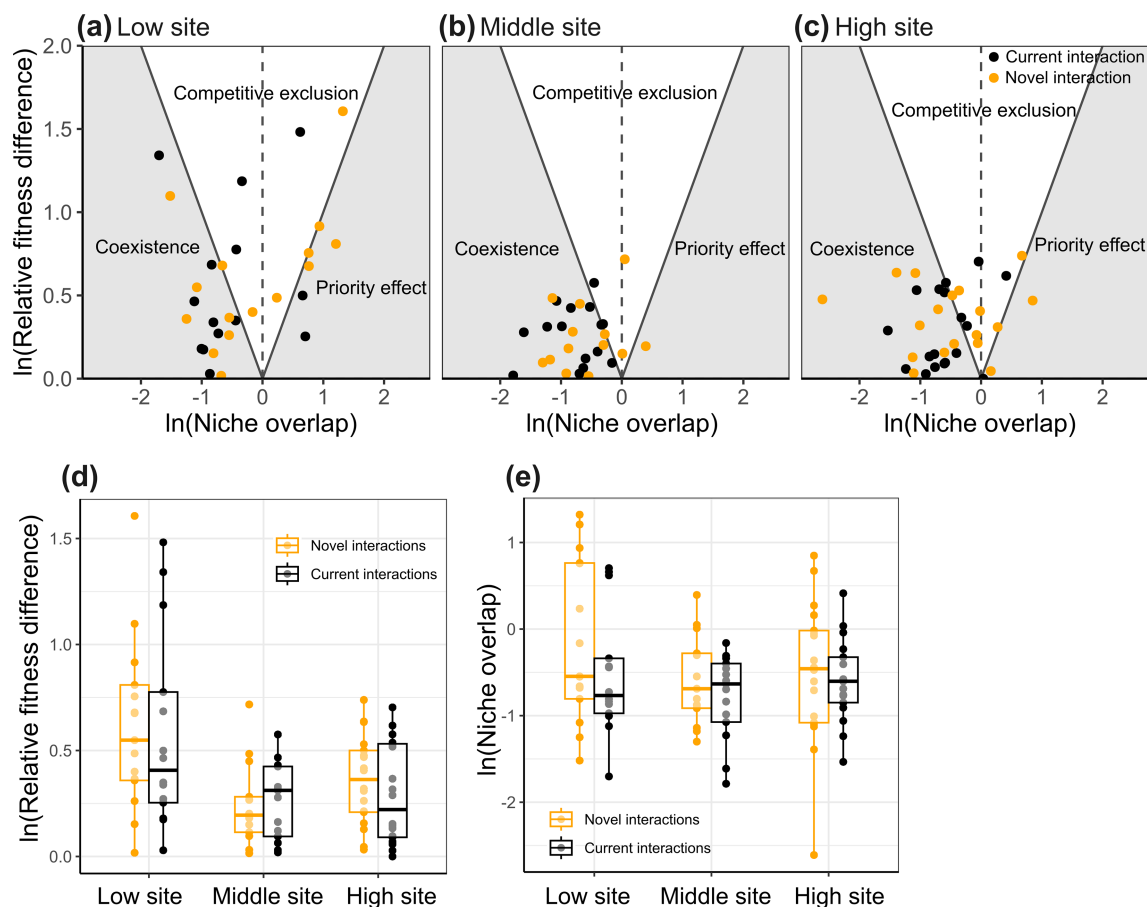 (a) Low site
(b) Middle site
(c) High site
ln(Relative fitness difference)
2.0
1.5
1.0
0.5
0.0
Competitive exclusion
Coexistence
Priority effect
-2 -1 0 1 2
ln(Niche overlap)
Competitive exclusion
Coexistence
Priority effect
-2 -1 0 1 2
ln(Niche overlap)
Current interaction
Novel interaction
Competitive exclusion
Coexistence
Priority effect
-2 -1 0 1 2
ln(Niche overlap)
(d)
ln(Relative fitness difference)
1.5
1.0
0.5
0.0
Novel interactions
Current interactions
Low site Middle site High site
(e)
ln(Niche overlap)
1
0
-1
-2
Novel interactions
Current interactions
Low site Middle site High site